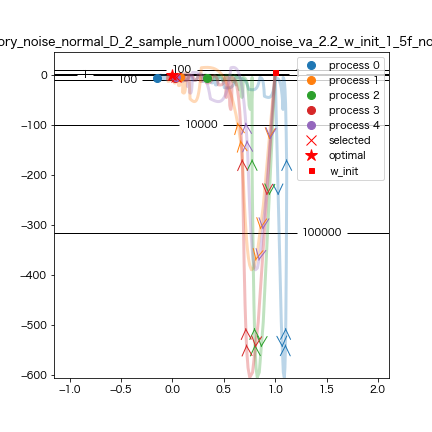 ory_noise_normal_D_2_sample_num10000_noise_va_2.2_w_init_1_5f_no
0
−100
−200
−300
−400
−500
−600
−1.0
−0.5
0.0
0.5
1.0
1.5
2.0
1
100
100
10000
100000
process 0
process 1
process 2
process 3
process 4
selected
optimal
w_init